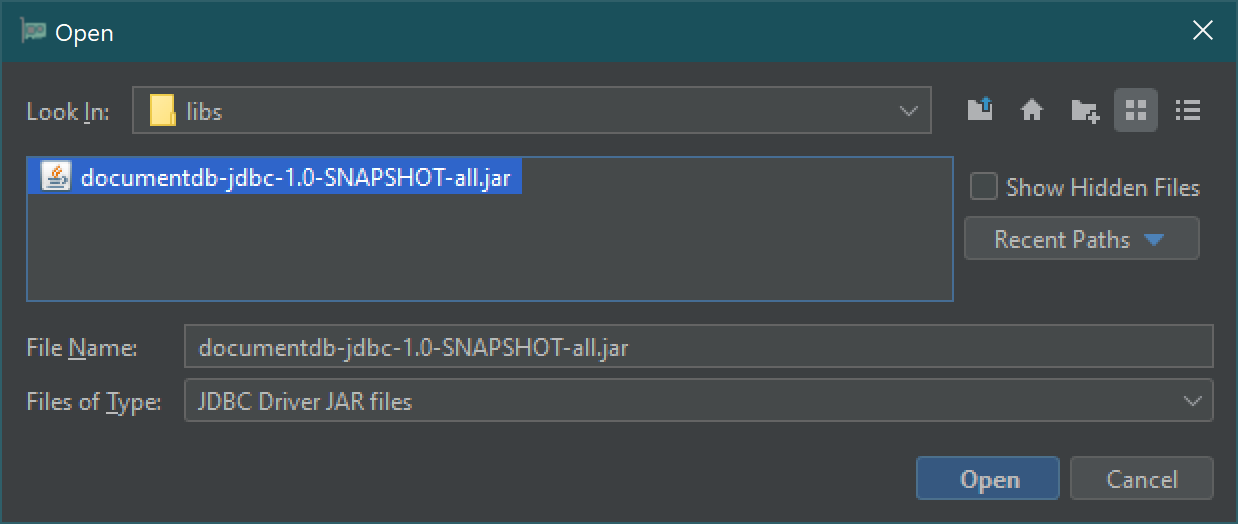 Open
Look In:
libs
documentdb-jdbc-1.0-SNAPSHOT-all.jar
Show Hidden Files
Recent Paths
File Name:
documentdb-jdbc-1.0-SNAPSHOT-all.jar
Files of Type:
JDBC Driver JAR files
Open
Cancel